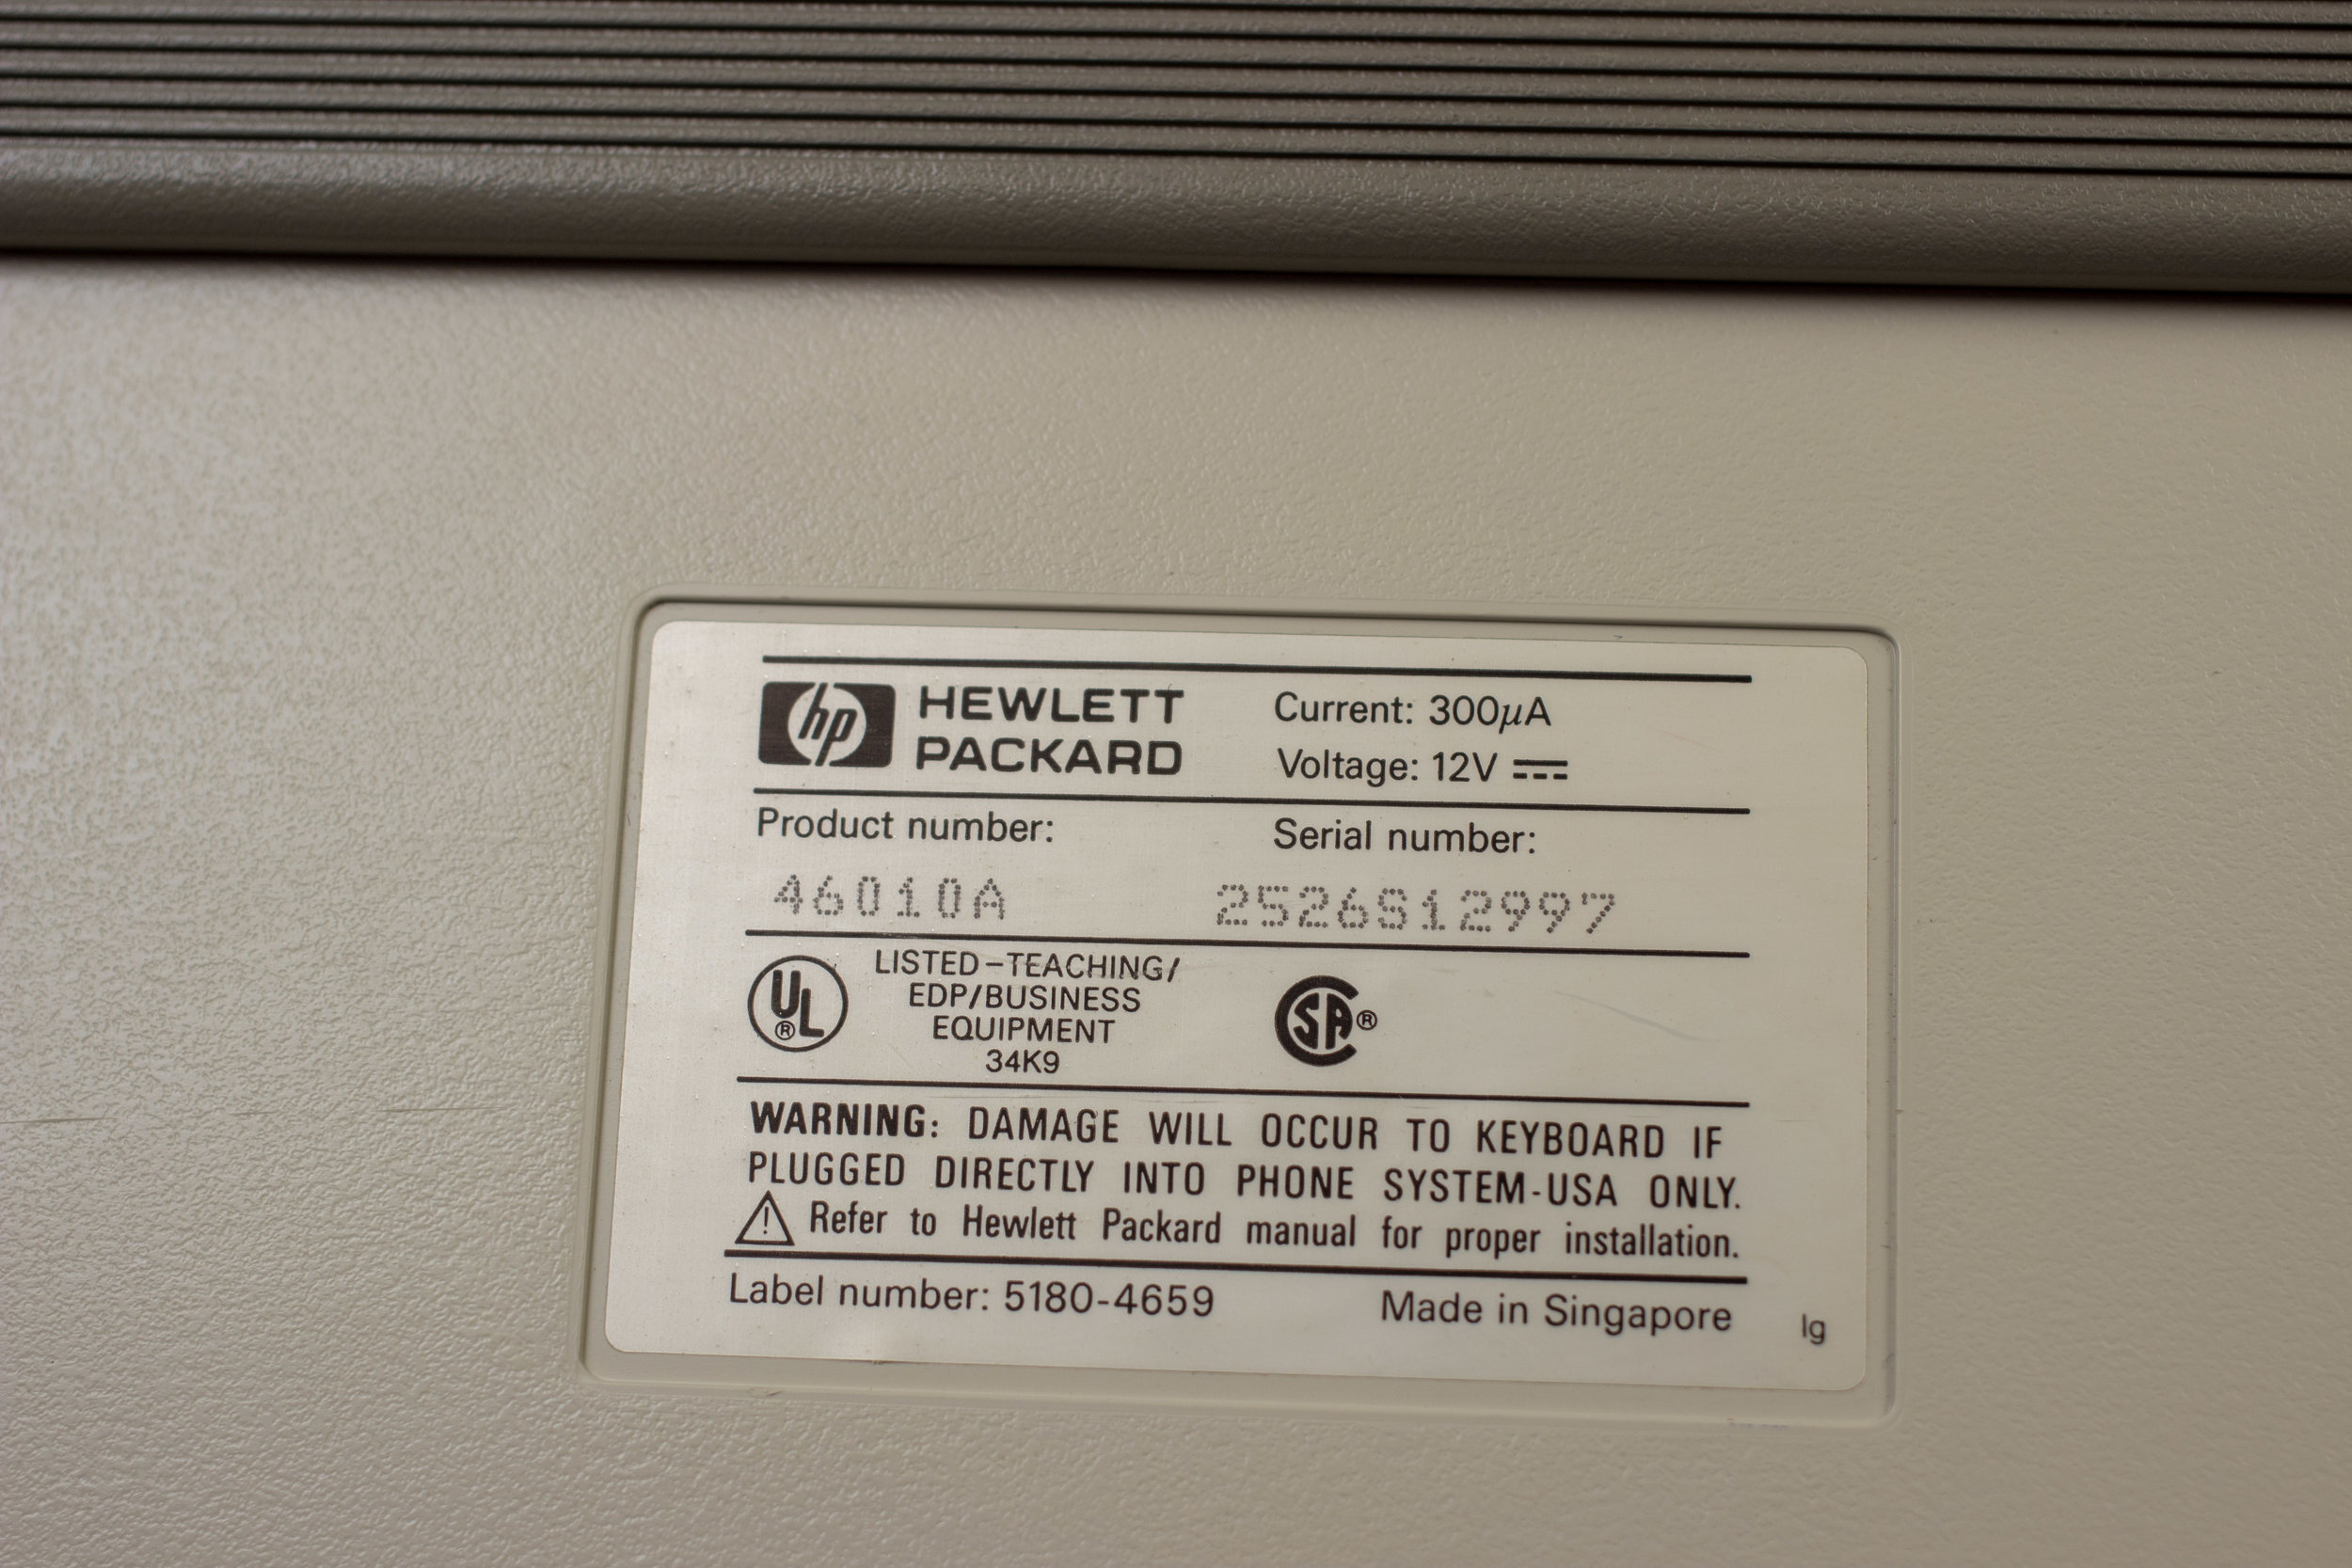 hp HEWLETT PACKARD
Current: 300μA
Voltage: 12V
Product number:
46010A
Serial number:
2526S12997
UL ®
LISTED–TEACHING/
EDP/BUSINESS
EQUIPMENT
34K9
SA ®
WARNING: DAMAGE WILL OCCUR TO KEYBOARD IF
PLUGGED DIRECTLY INTO PHONE SYSTEM-USA ONLY.
! Refer to Hewlett Packard manual for proper installation.
Label number: 5180-4659
Made in Singapore
lg